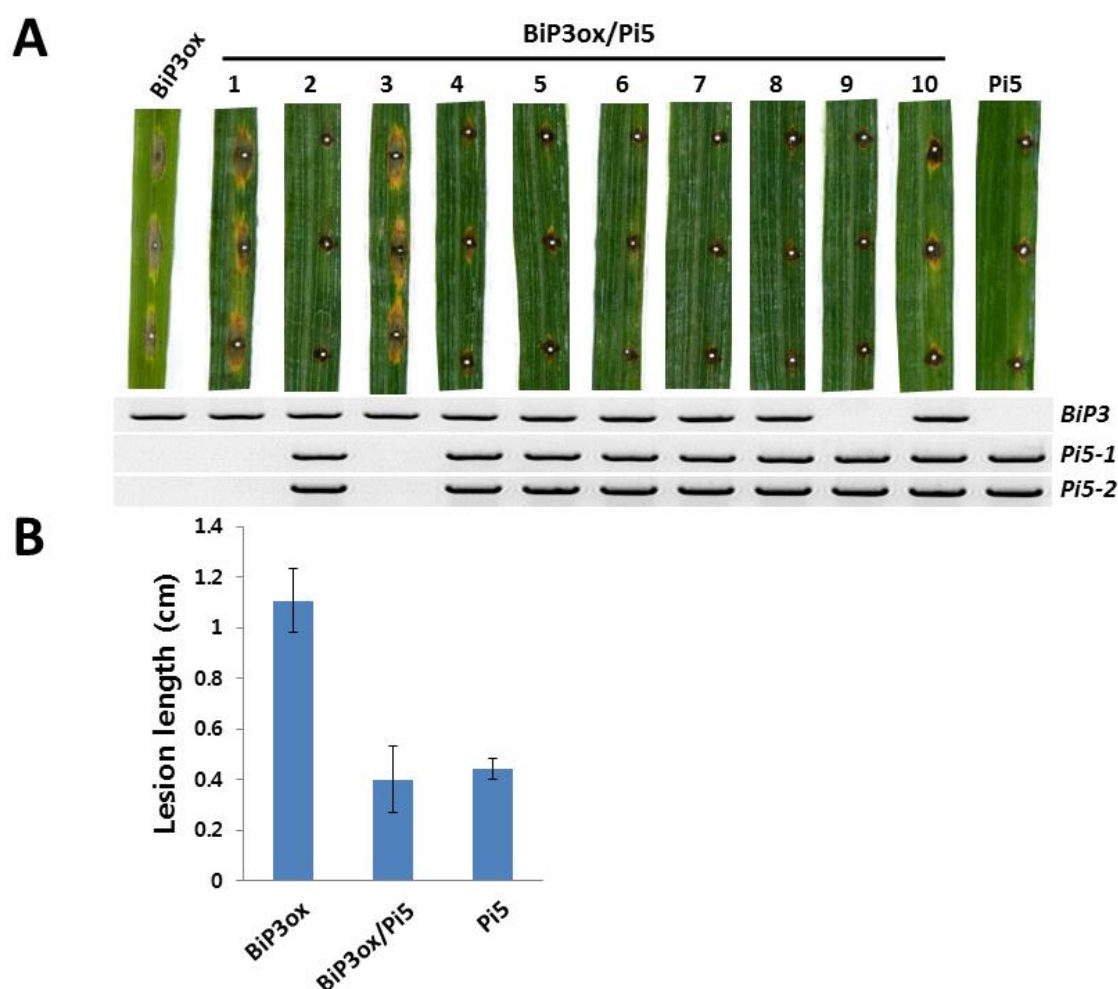 A
BiP3ox/Pi5
BiP3ox 1 2 3 4 5 6 7 8 9 10 Pi5
BiP3
Pi5-1
Pi5-2
B
1.4
1.2
1
0.8
0.6
0.4
0.2
0
Lesion length (cm)
BiP3ox BiP3ox/Pi5 Pi5